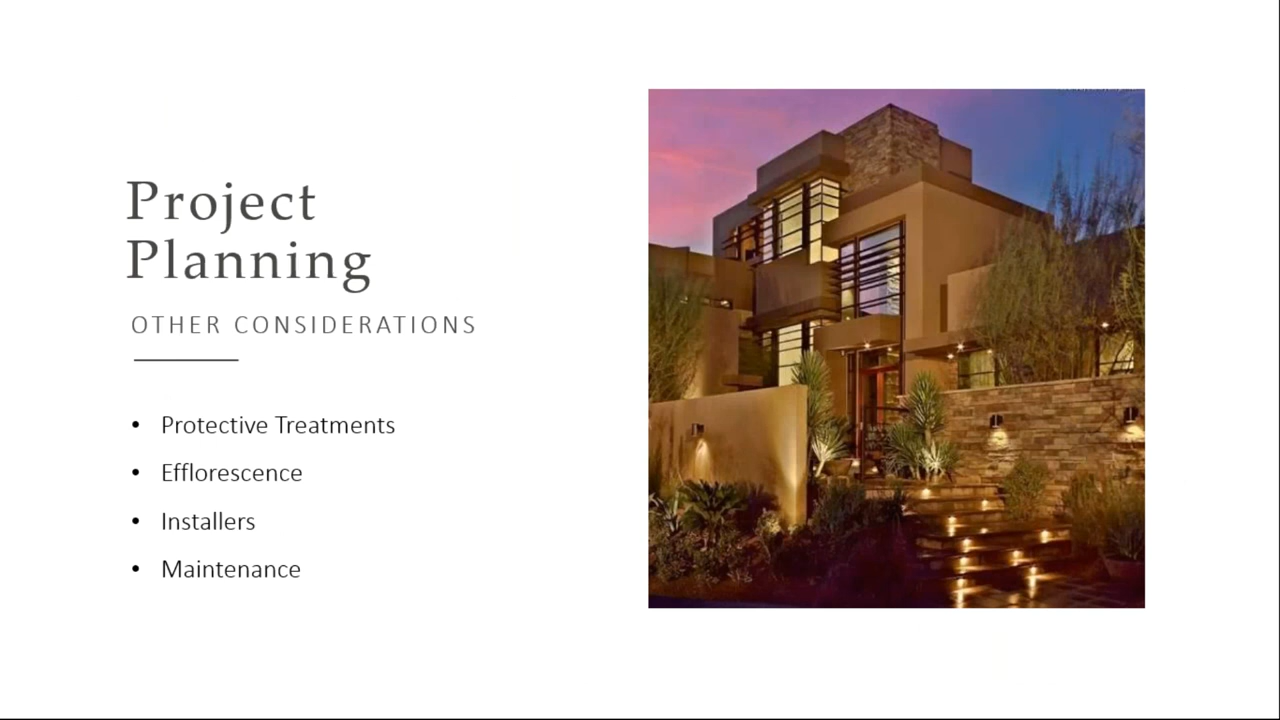 Project
Planning
OTHER CONSIDERATIONS
• Protective Treatments
• Efflorescence
• Installers
• Maintenance